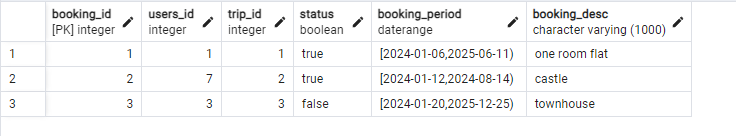 booking_id users_id trip_id status booking_period booking_desc
[PK] integer integer integer boolean daterange character varying (1000)
1 1 1 1 true [2024-01-06,2025-06-11) one room flat
2 2 7 2 true [2024-01-12,2024-08-14) castle
3 3 3 3 false [2024-01-20,2025-12-25) townhouse